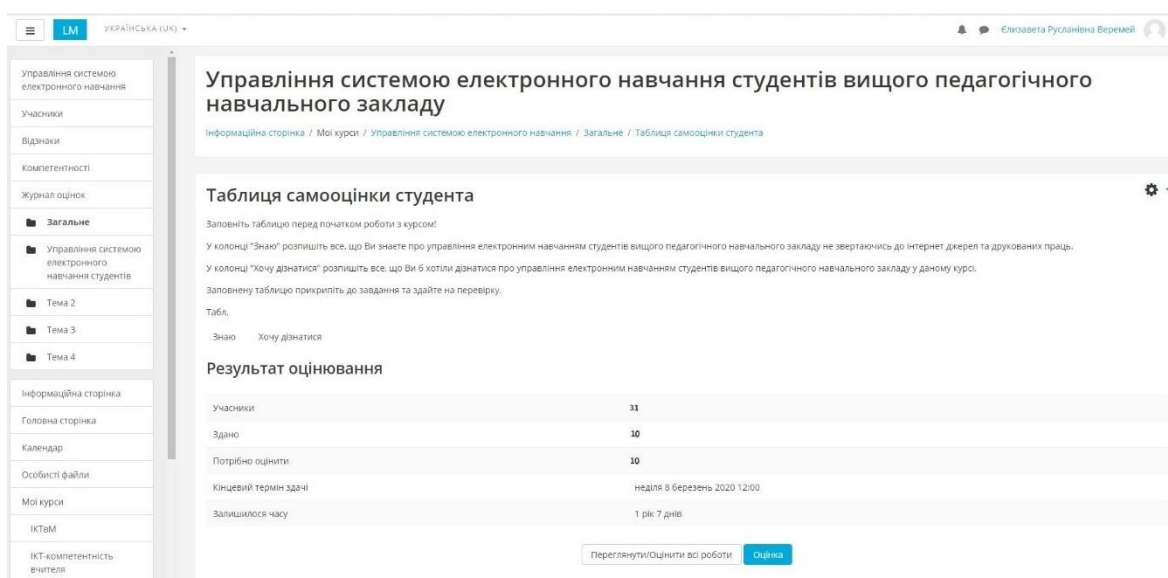 LM УКРАЇНСЬКА (UK)
Єлизавета Русланівна Веремей
Управління системою
електронного навчання
Учасники
Відзнаки
Компетентності
Журнал оцінок
Загальне
Управління системою
електронного
навчання студентів
Тема 2
Тема 3
Тема 4
Інформаційна сторінка
Головна сторінка
Календар
Особисті файли
Мої курси
ІКТвМ
ІКТ-компетентність
вчителя
Управління системою електронного навчання студентів вищого педагогічного
навчального закладу
Інформаційна сторінка / Мої курси / Управління системою електронного навчання / Загальне / Таблиця самооцінки студента
Таблиця самооцінки студента
Заповніть таблицю перед початком роботи з курсом!
У колонці "Знаю" розпишіть все, що Ви знаєте про управління електронним навчанням студентів вищого педагогічного навчального закладу не звертаючись до інтернет джерел та друкованих праць.
У колонці "Хочу дізнатися" розпишіть все, що Ви б хотіли дізнатися про управління електронним навчанням студентів вищого педагогічного навчального закладу у даному курсі.
Заповнену таблицю прикрипіть до завдання та здайте на перевірку.
Табл.
Знаю Хочу дізнатися
Результат оцінювання
Учасники 31
Здано 10
Потрібно оцінити 10
Кінцевий термін здачі неділя 8 березень 2020 12:00
Залишилося часу 1 рік 7 днів
Переглянути/Оцінити всі роботи Оцінка